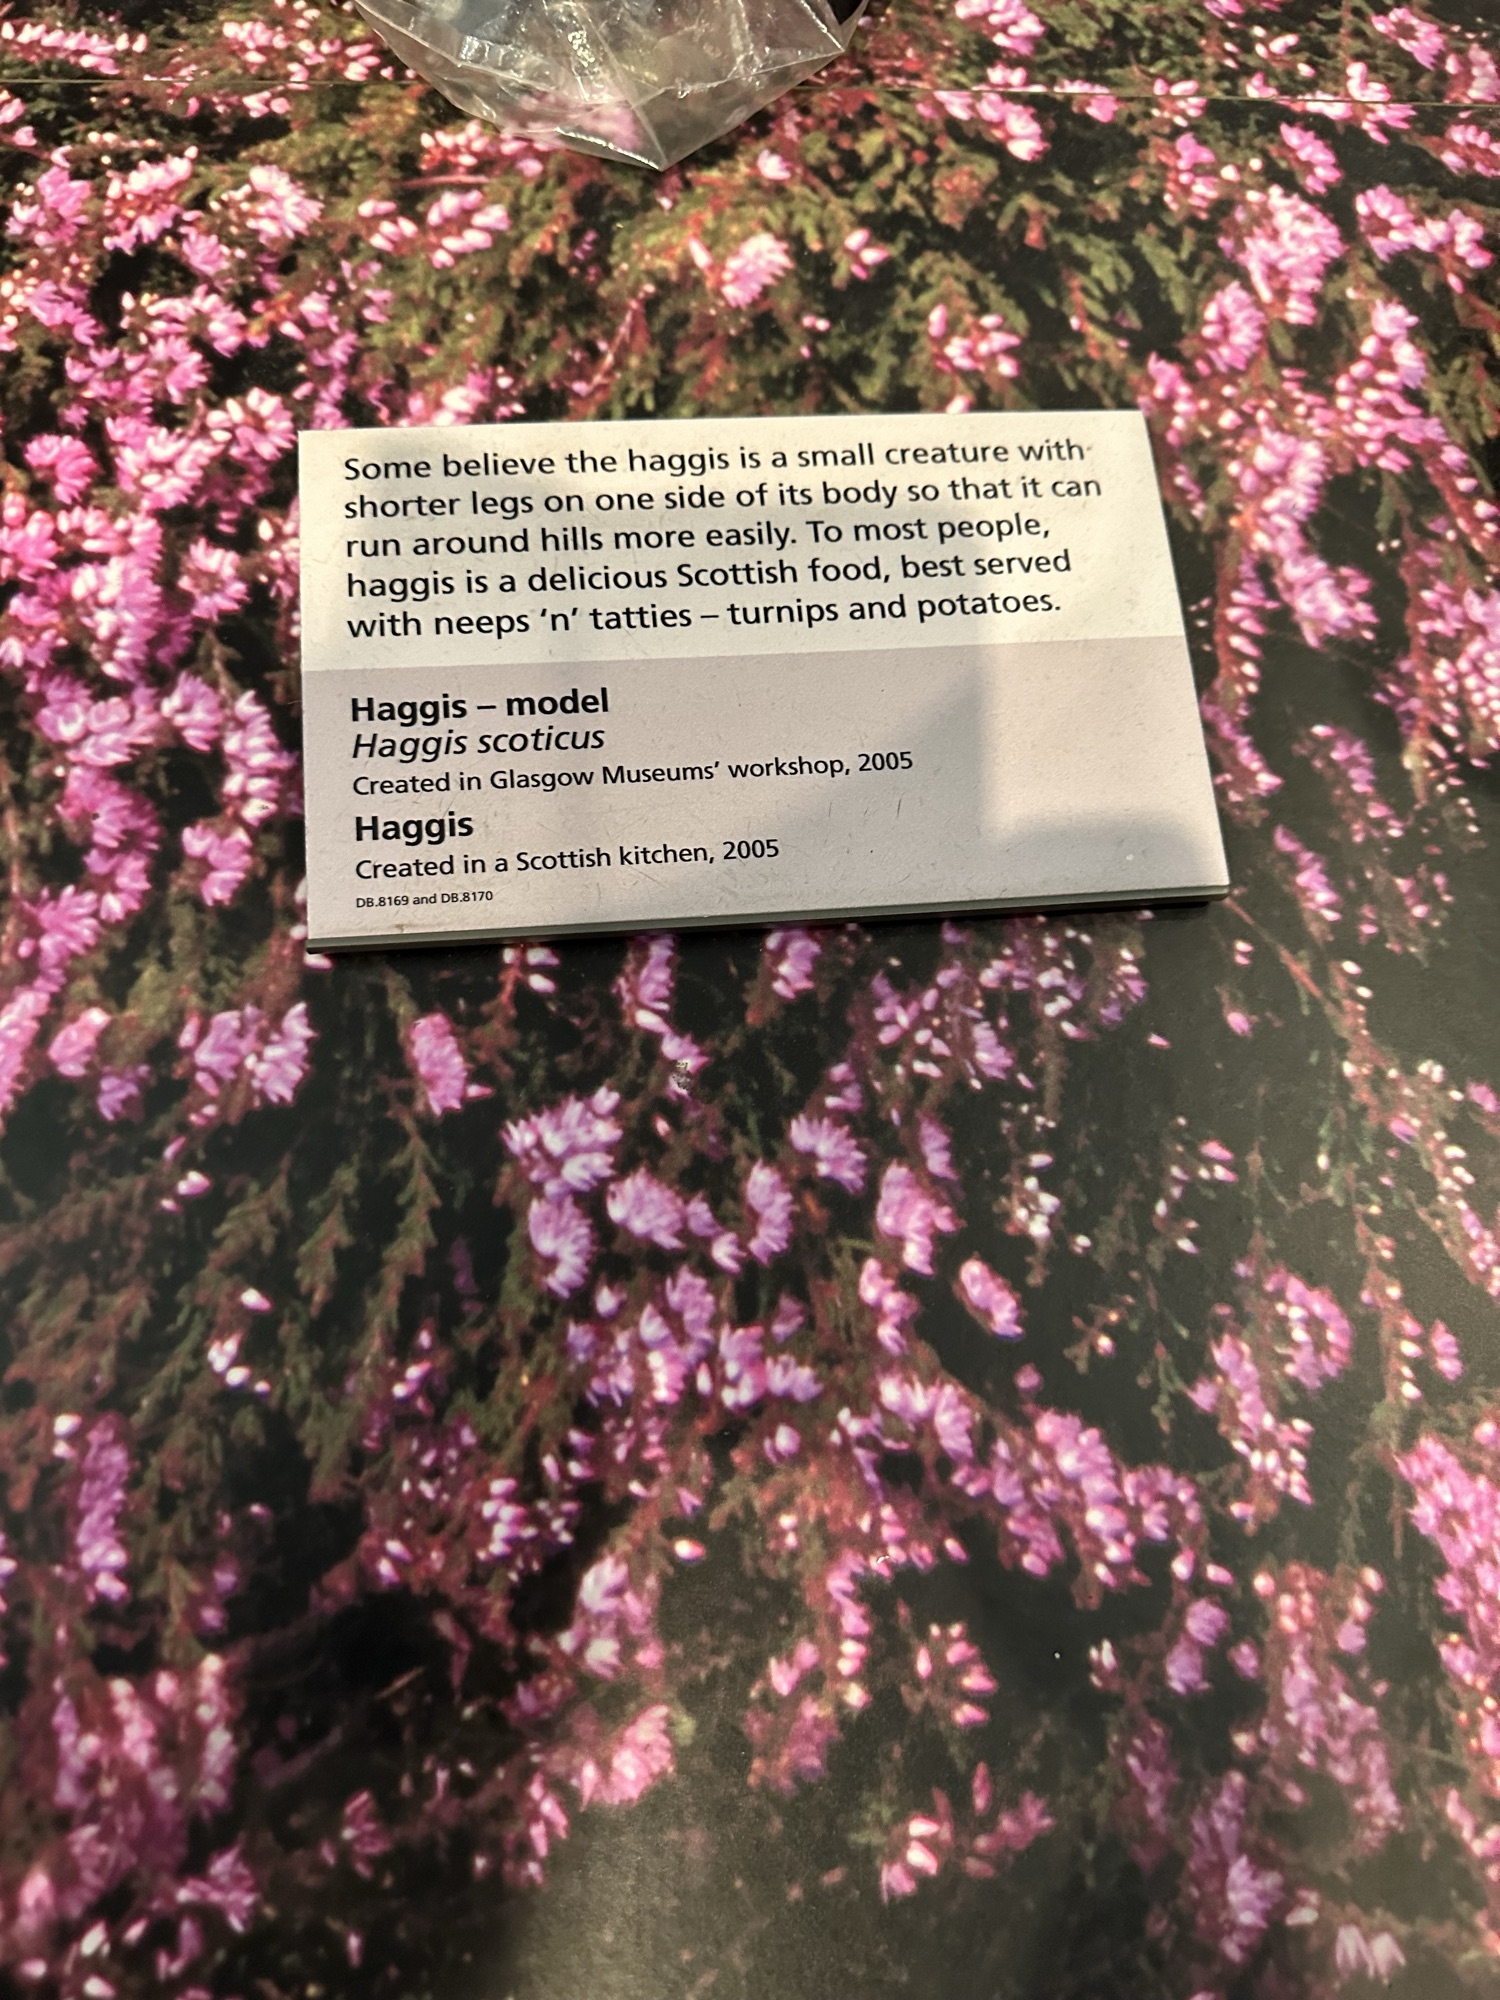 Some believe the haggis is a small creature with
shorter legs on one side of its body so that it can
run around hills more easily. To most people,
haggis is a delicious Scottish food, best served
with neeps ‘n’ tatties – turnips and potatoes.
Haggis – model
Haggis scoticus
Created in Glasgow Museums’ workshop, 2005
Haggis
Created in a Scottish kitchen, 2005
DB.8169 and DB.8170